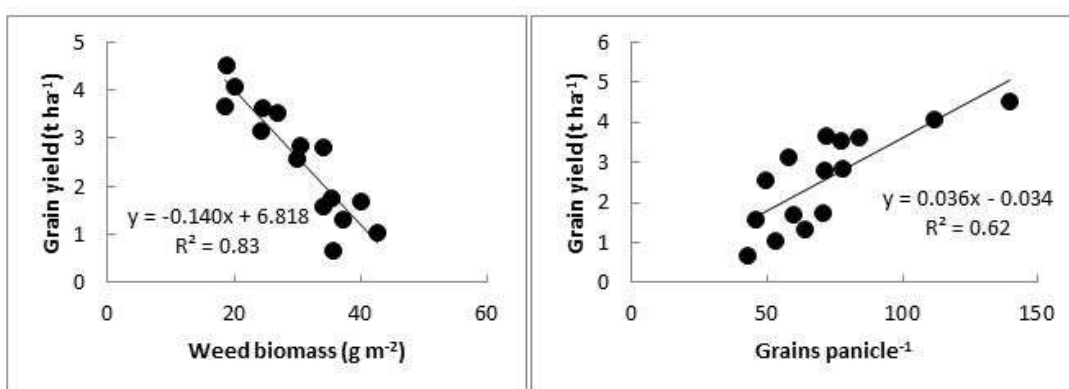 5
4
3
2
1
0
Grain yield (t ha⁻¹)
y = -0.140x + 6.818
R² = 0.83
0 20 40 60
Weed biomass (g m⁻²)
6
5
4
3
2
1
0
Grain yield (t ha⁻¹)
y = 0.036x - 0.034
R² = 0.62
0 50 100 150
Grains panicle⁻¹